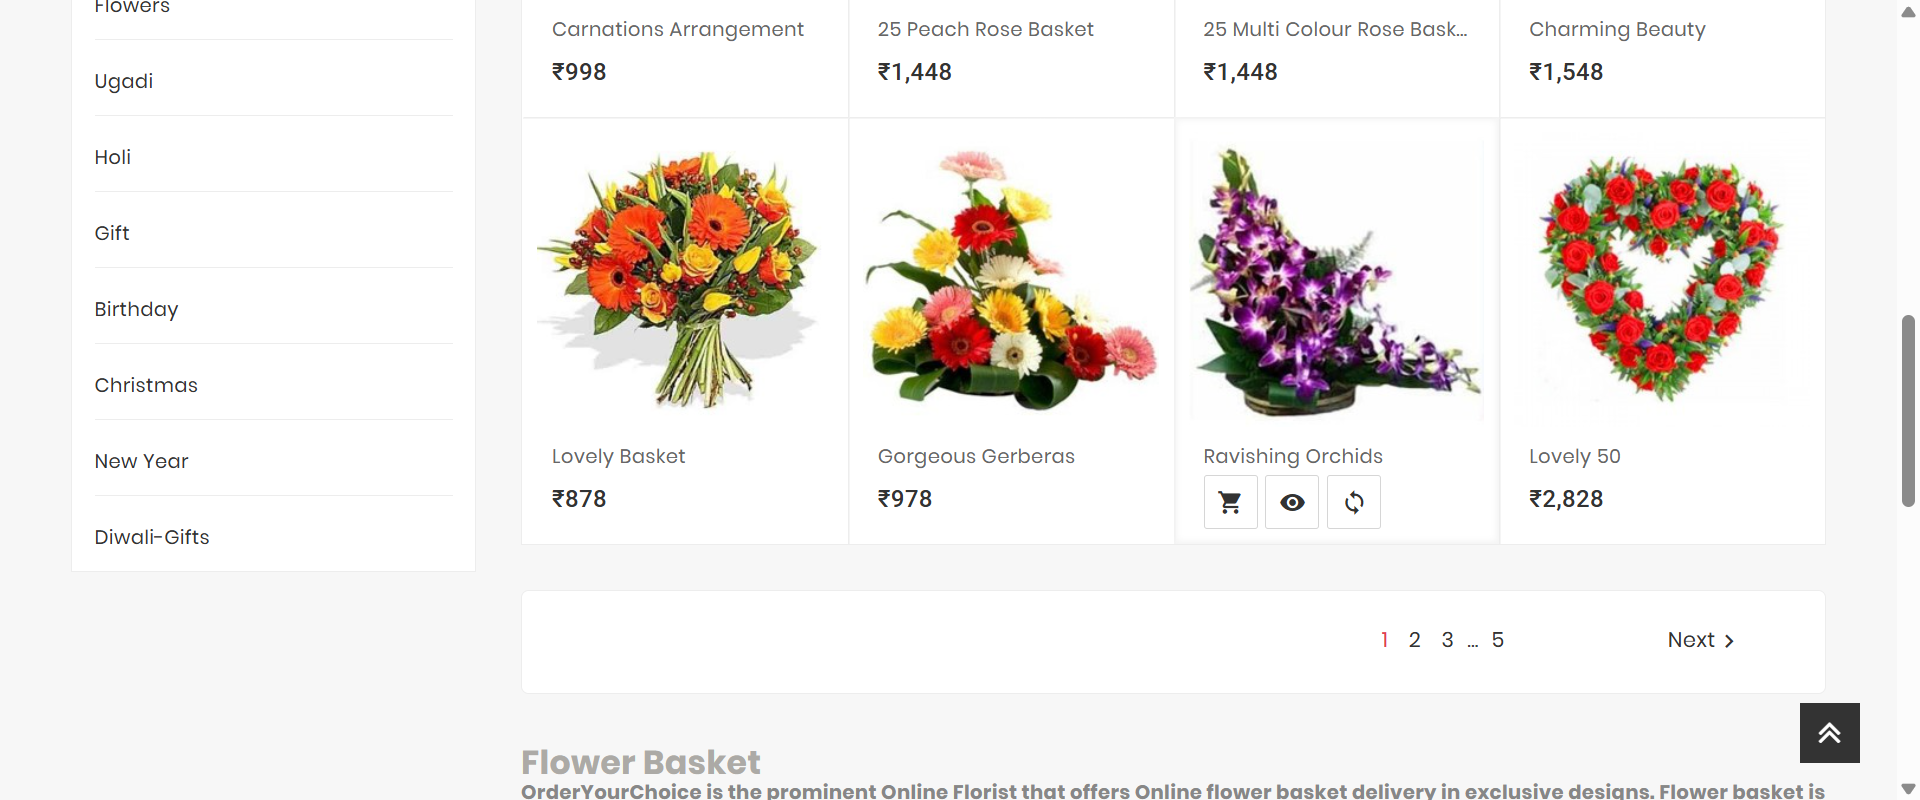 Flowers
Ugadi
Holi
Gift
Birthday
Christmas
New Year
Diwali-Gifts
Carnations Arrangement
₹998
25 Peach Rose Basket
₹1,448
25 Multi Colour Rose Bask...
₹1,448
Charming Beauty
₹1,548
Lovely Basket
₹878
Gorgeous Gerberas
₹978
Ravishing Orchids
Lovely 50
₹2,828
1 2 3 ... 5 Next
Flower Basket
OrderYourChoice is the prominent Online Florist that offers Online flower basket delivery in exclusive designs. Flower basket is